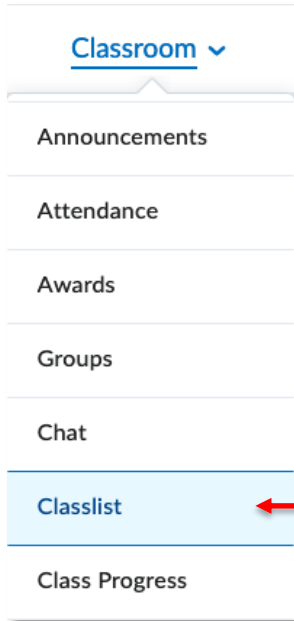 Classroom
Announcements
Attendance
Awards
Groups
Chat
Classlist
Class Progress